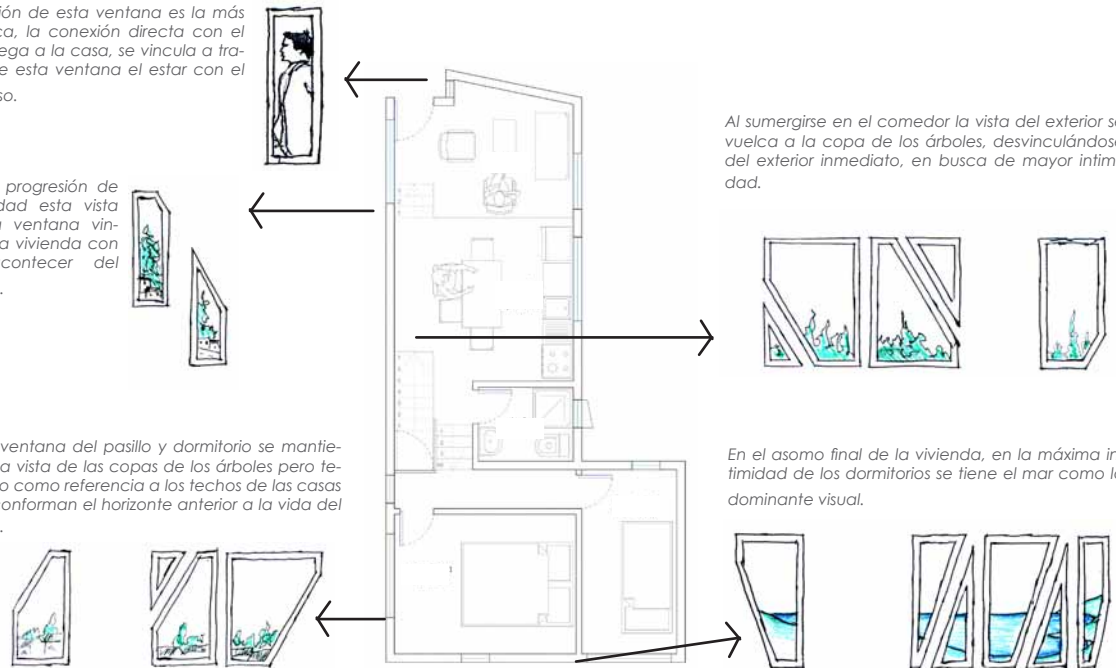 ión de esta ventana es la más
ca, la conexión directa con el
ega a la casa, se vincula a tra-
e esta ventana el estar con el
so.
progresión de
dad esta vista
a ventana vin-
a vivienda con
contecer del
.
Al sumergirse en el comedor la vista del exterior se
vuelca a la copa de los árboles, desvinculándose
del exterior inmediato, en busca de mayor intim
dad.
ventana del pasillo y dormitorio se mantie-
a vista de las copas de los árboles pero te-
o como referencia a los techos de las casas
conforman el horizonte anterior a la vida del
.
1
En el asomo final de la vivienda, en la máxima in
timidad de los dormitorios se tiene el mar como la
dominante visual.